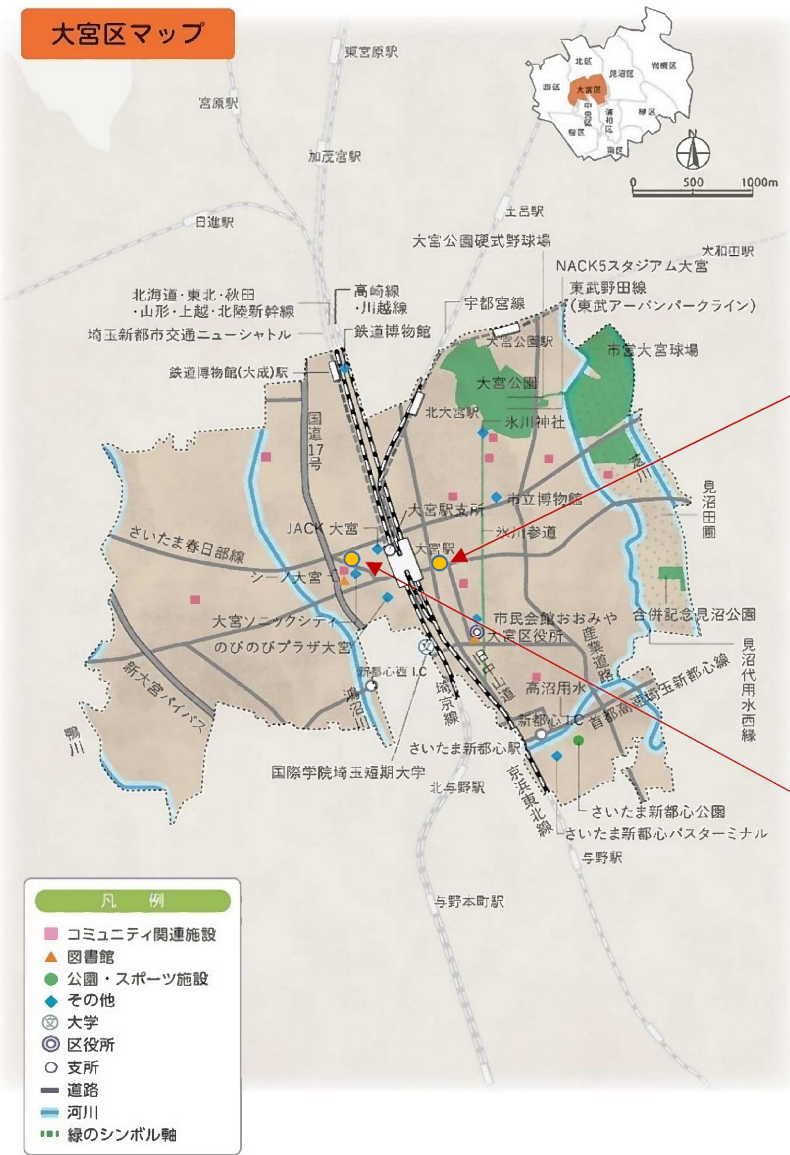 大宮区マップ
東宮原駅
宮原駅
加茂宮駅
日進駅
土呂駅
大和田駅
北区
見沼区
岩槻区
西区
大宮区
中央区
浦和区
緑区
桜区
南区
N
0 500 1000m
大宮公園硬式野球場
NACK5スタジアム大宮
東武野田線
(東武アーバンパークライン)
北海道・東北・秋田
・山形・上越・北陸新幹線
高崎線
・川越線
宇都宮線
埼玉新都市交通ニューシャトル
鉄道博物館
大宮公園駅
市営大宮球場
鉄道博物館(大成)駅
大宮公園
北大宮駅
氷川神社
国道17号
芝川
見沼田圃
市立博物館
大宮駅支所
JACK大宮
氷川参道
大宮駅
さいたま春日部線
シーノ大宮
大宮ソニックシティ
市民会館おおみや
合併記念見沼公園
のびのびプラザ大宮
大宮区役所
産業道路
新大宮バイパス
新都心西I.C
旧中山道
高沼用水
見沼代用水西縁
鴨川
鴻沼川
埼京線
新都心I.C
首都高速埼玉新都心線
さいたま新都心駅
国際学院埼玉短期大学
北与野駅
京浜東北線
さいたま新都心公園
さいたま新都心バスターミナル
与野駅
与野本町駅
凡例
コミュニティ関連施設
図書館
公園・スポーツ施設
その他
文 大学
区役所
支所
道路
河川
緑のシンボル軸